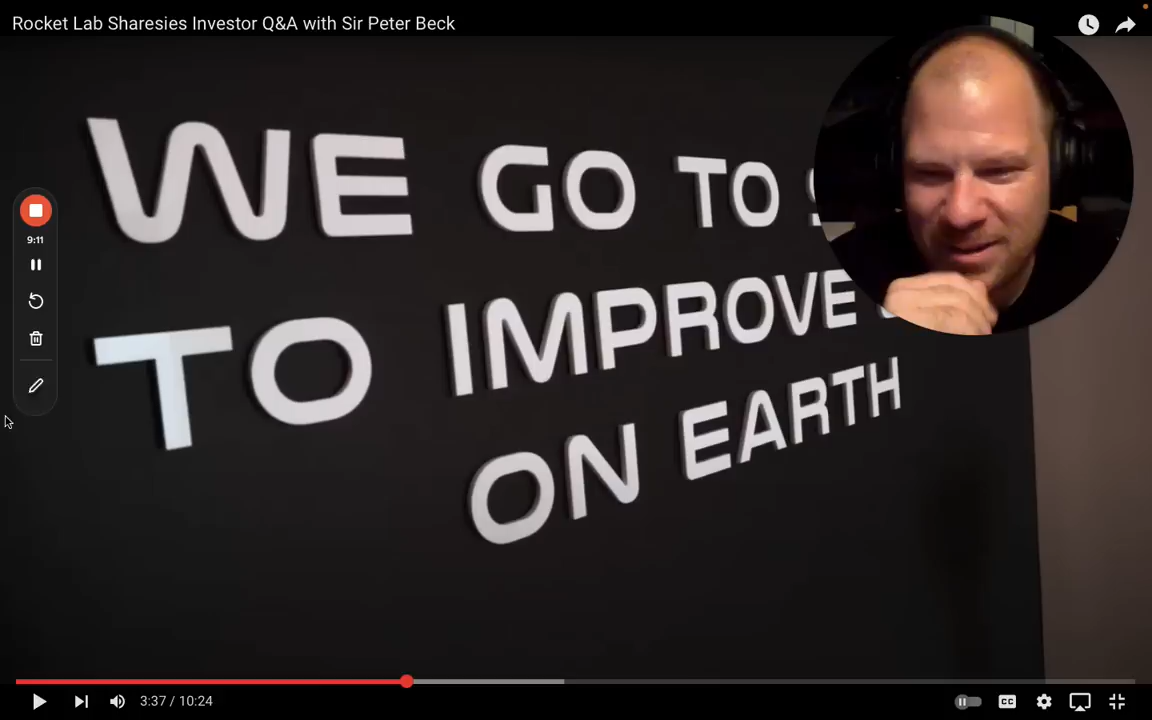 Rocket Lab Sharesies Investor Q&A with Sir Peter Beck
WE GO TO
TO IMPROVE
ON EARTH
9:11
3:37 / 10:24
CC